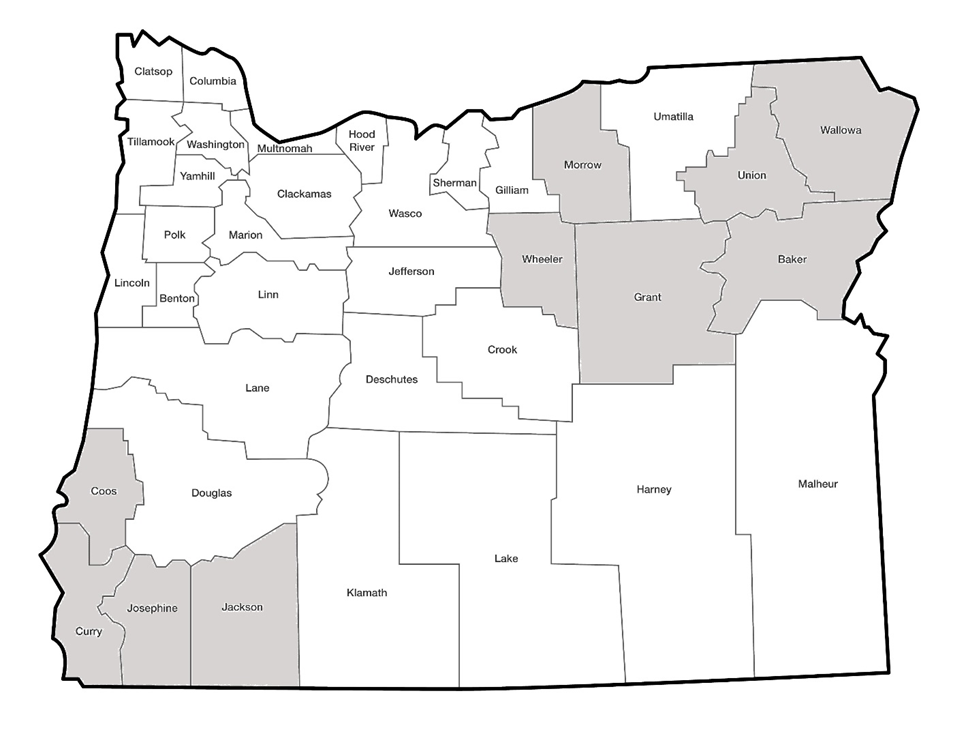 Clatsop
Columbia
Tillamook
Washington
Multnomah
Hood
River
Yamhill
Clackamas
Sherman
Gilliam
Morrow
Umatilla
Union
Wallowa
Wasco
Polk
Marion
Lincoln
Benton
Linn
Jefferson
Wheeler
Grant
Baker
Crook
Lane
Deschutes
Coos
Douglas
Harney
Malheur
Lake
Klamath
Curry
Josephine
Jackson